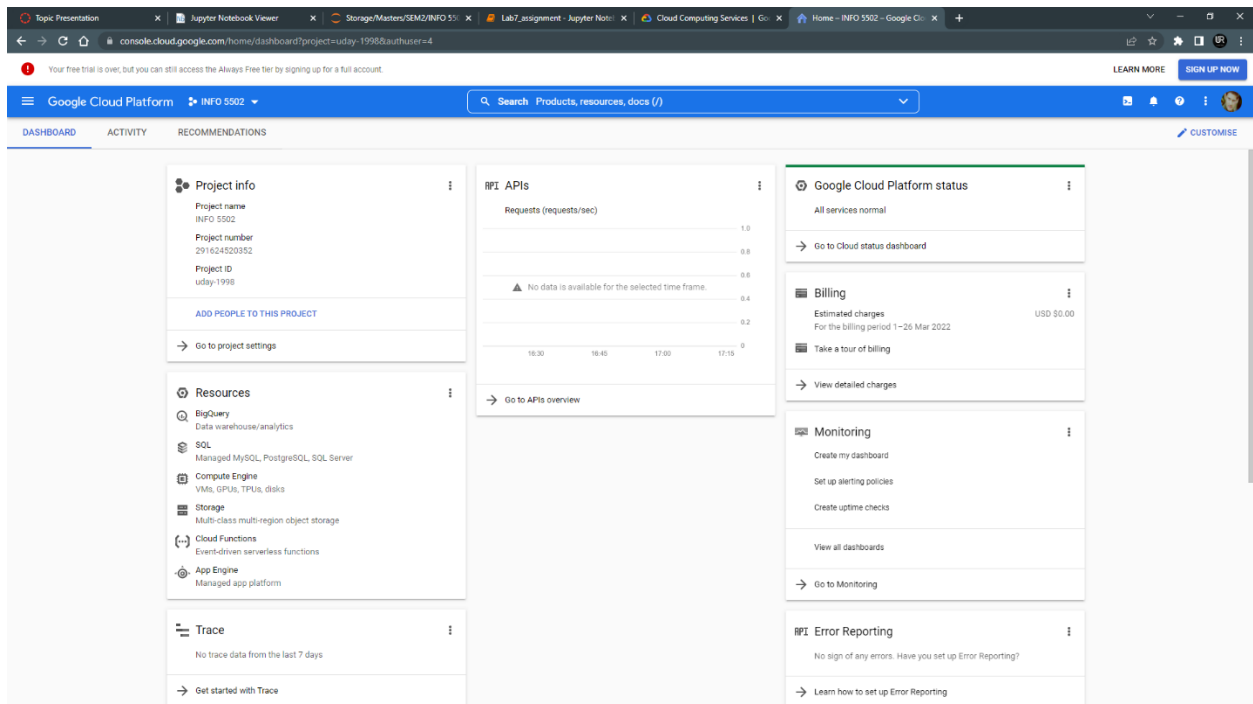 Topic Presentation
Jupyter Notebook Viewer
Storage/Masters/SEM2/INFO 55
Lab7_assignment - Jupyter Note
Cloud Computing Services | Go
Home – INFO 5502 – Google Clo
console.cloud.google.com/home/dashboard?project=uday-1998&authuser=4
UR
Your free trial is over, but you can still access the Always Free tier by signing up for a full account.
LEARN MORE
SIGN UP NOW
Google Cloud Platform
INFO 5502
Search Products, resources, docs (/)
DASHBOARD
ACTIVITY
RECOMMENDATIONS
CUSTOMISE
Project info
Project name
INFO 5502
Project number
291624520352
Project ID
uday-1998
ADD PEOPLE TO THIS PROJECT
Go to project settings
Resources
BigQuery
Data warehouse/analytics
SQL
Managed MySQL, PostgreSQL, SQL Server
Compute Engine
VMs, GPUs, TPUs, disks
Storage
Multi-class multi-region object storage
Cloud Functions
Event-driven serverless functions
App Engine
Managed app platform
Trace
No trace data from the last 7 days
Get started with Trace
API APIs
Requests (requests/sec)
1.0
0.8
0.6
No data is available for the selected time frame.
0.4
0.2
0
16:30
16:45
17:00
17:15
Go to APIs overview
Google Cloud Platform status
All services normal
Go to Cloud status dashboard
Billing
Estimated charges
USD $0.00
For the billing period 1–26 Mar 2022
Take a tour of billing
View detailed charges
Monitoring
Create my dashboard
Set up alerting policies
Create uptime checks
View all dashboards
Go to Monitoring
API Error Reporting
No sign of any errors. Have you set up Error Reporting?
Learn how to set up Error Reporting